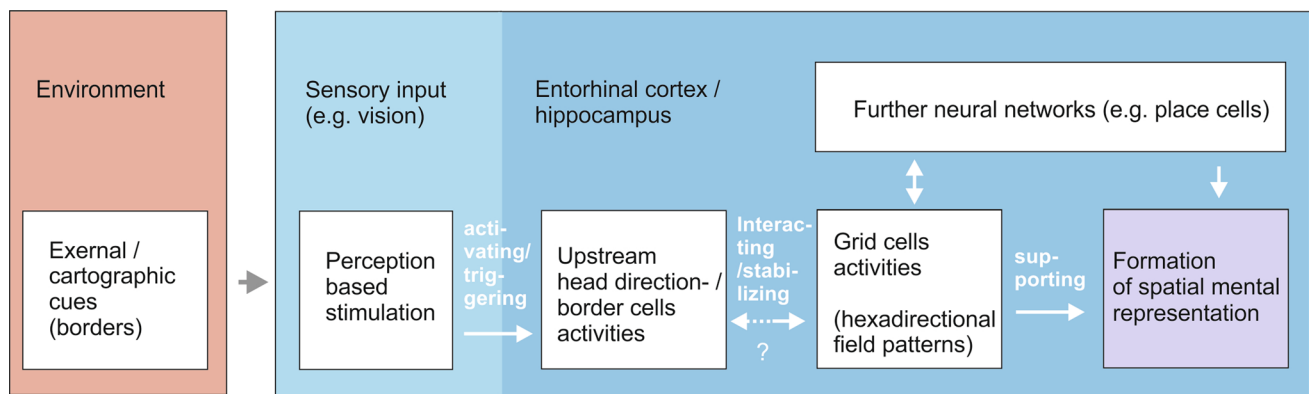 Environment
Exernal /
cartographic
cues
(borders)
Sensory input
(e.g. vision)
Perception
based
stimulation
acti-
vating/
trig-
gering
Entorhinal cortex /
hippocampus
Upstream
head direction- /
border cells
activities
Interac-
ting
/stabi-
lizing
?
Further neural networks (e.g. place cells)
Grid cells
activities
(hexadirectional
field patterns)
sup-
porting
Formation
of spatial mental
representation